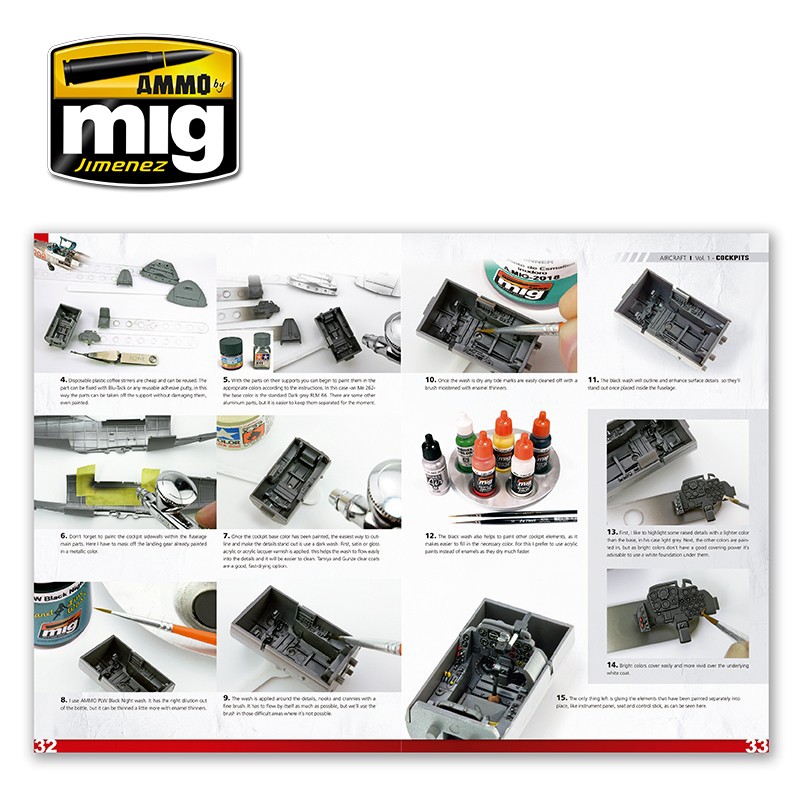 AMMO by
mig
Jimenez
AIRCRAFT I Vol. 1 - COCKPITS
4. Disposable plastic coffee stirrers are cheap and can be reused. The
part can be fixed with Blu-Tack or any reusable adhesive putty, in this
way the parts can be taken off the support without damaging them,
even painted.
5. With the parts on their supports you can begin to paint them in the
appropriate colors according to the instructions. In this case -an Me 262-
the base color is the standard Dark grey RLM 66. There are some other
aluminum parts, but it is easier to keep them separated for the moment.
6. Don't forget to paint the cockpit sidewalls within the fuselage
main parts. Here I have to mask off the landing gear already painted
in a metallic color.
7. Once the cockpit base color has been painted, the easiest way to out-
line and make the details stand out is use a dark wash. First, satin or gloss
acrylic or acrylic lacquer varnish is applied: this helps the wash to flow easily
into the details and it will be easier to clean. Tamiya and Gunze clear coats
are a good, fast-drying option.
W Black Nigh
mig
8. I use AMMO PLW Black Night wash. It has the right dilution out
of the bottle, but it can be thinned a little more with enamel thinners.
9. The wash is applied around the details, nooks and crannies with a
fine brush. It has to flow by itself as much as possible, but we'll use the
brush in those difficult areas where it's not possible.
32
A.MIG-2018
mig
10. Once the wash is dry any tide marks are easily cleaned off with a
brush moistened with enamel thinners.
11. The black wash will outline and enhance surface details so they'll
stand out once placed inside the fuselage.
12. The black wash also helps to paint other cockpit elements, as it
makes easier to fill in the necessary color. For this I prefer to use acrylic
paints instead of enamels as they dry much faster.
13. First, I like to highlight some raised details with a lighter color
than the base, in his case light grey. Next, the other colors are pain-
ted in, but as bright colors don't have a good covering power it's
advisable to use a white foundation under them.
14. Bright colors cover easily and more vivid over the underlying
white coat.
15. The only thing left is gluing the elements that have been painted separately into
place, like instrument panel, seat and control stick, as can be seen here.
33